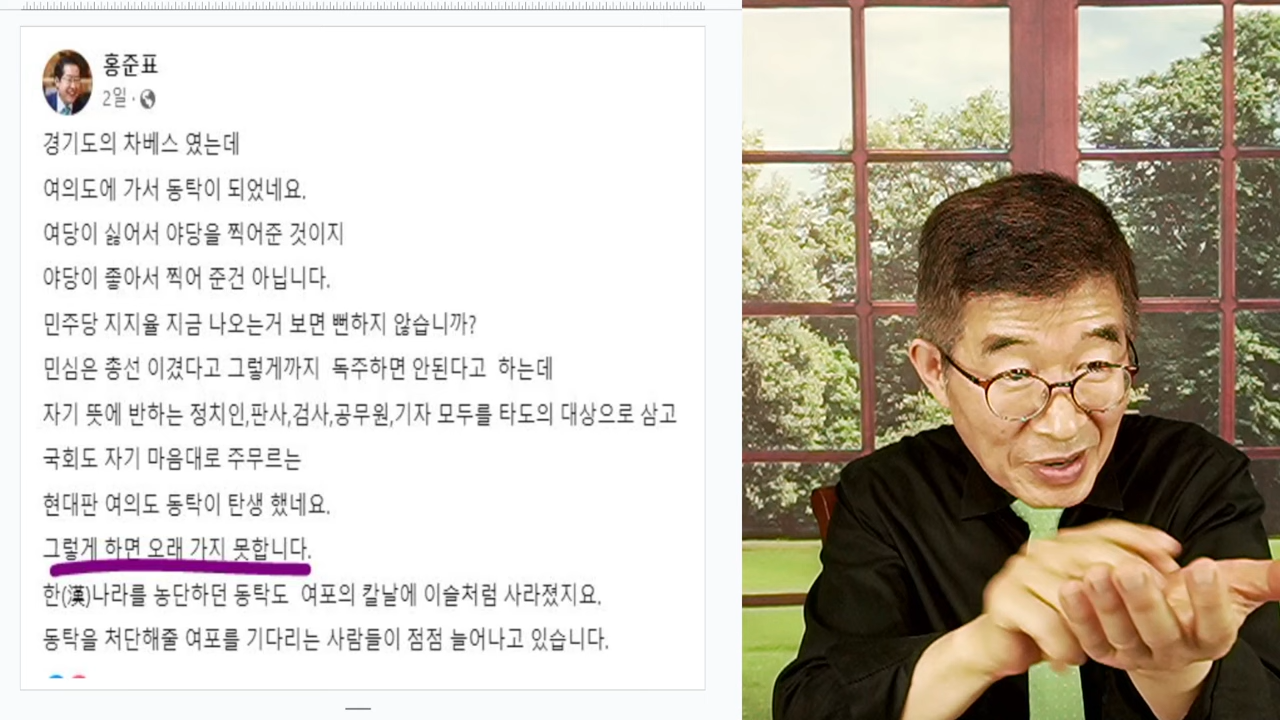 홍준표
2일 ·
경기도의 차베스 였는데
여의도에 가서 동탁이 되었네요.
여당이 싫어서 야당을 찍어준 것이지
야당이 좋아서 찍어 준건 아닙니다.
민주당 지지율 지금 나오는거 보면 뻔하지 않습니까?
민심은 총선 이겼다고 그렇게까지 독주하면 안된다고 하는데
자기 뜻에 반하는 정치인,판사,검사,공무원,기자 모두를 타도의 대상으로 삼고
국회도 자기 마음대로 주무르는
현대판 여의도 동탁이 탄생 했네요.
그렇게 하면 오래 가지 못합니다.
한(漢)나라를 농단하던 동탁도 여포의 칼날에 이슬처럼 사라졌지요.
동탁을 처단해줄 여포를 기다리는 사람들이 점점 늘어나고 있습니다.